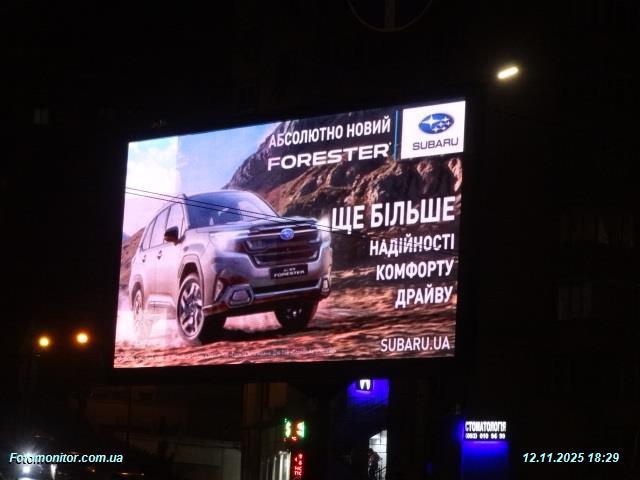 АБСОЛЮТНО НОВИЙ
FORESTER
SUBARU
ЩЕ БІЛЬШЕ
НАДІЙНОСТІ
КОМФОРТУ
ДРАЙВУ
FORESTER
SUBARU.UA
СТОМАТОЛОГІЯ
Fotomonitor.com.ua
12.11.2025 18:29